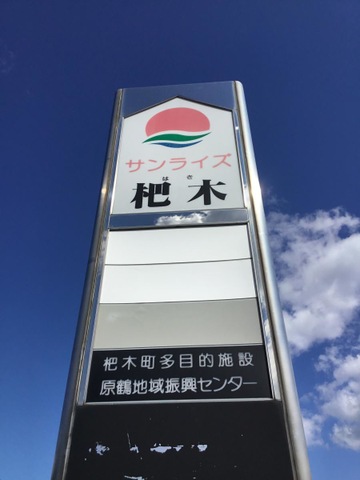 サンライズ
はき
杷木
杷木町多目的施設
原鶴地域振興センター